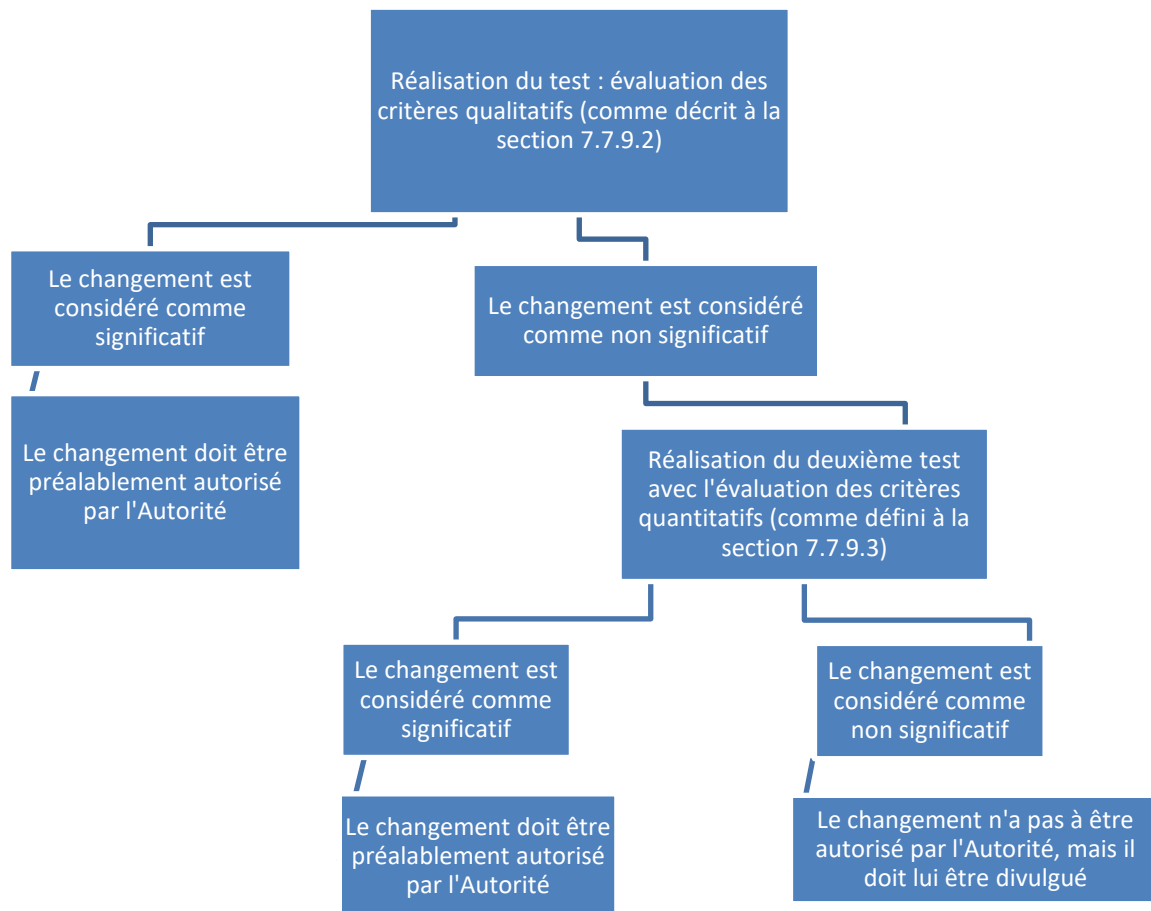 Réalisation du test : évaluation des
critères qualitatifs (comme décrit à la
section 7.7.9.2)
Le changement est
considéré comme
significatif
Le changement est considéré
comme non significatif
Le changement doit être
préalablement autorisé
par l'Autorité
Réalisation du deuxième test
avec l'évaluation des critères
quantitatifs (comme défini à la
section 7.7.9.3)
Le changement est
considéré comme
significatif
Le changement est
considéré comme
non significatif
Le changement doit être
préalablement autorisé
par l'Autorité
Le changement n'a pas à être
autorisé par l'Autorité, mais il
doit lui être divulgué